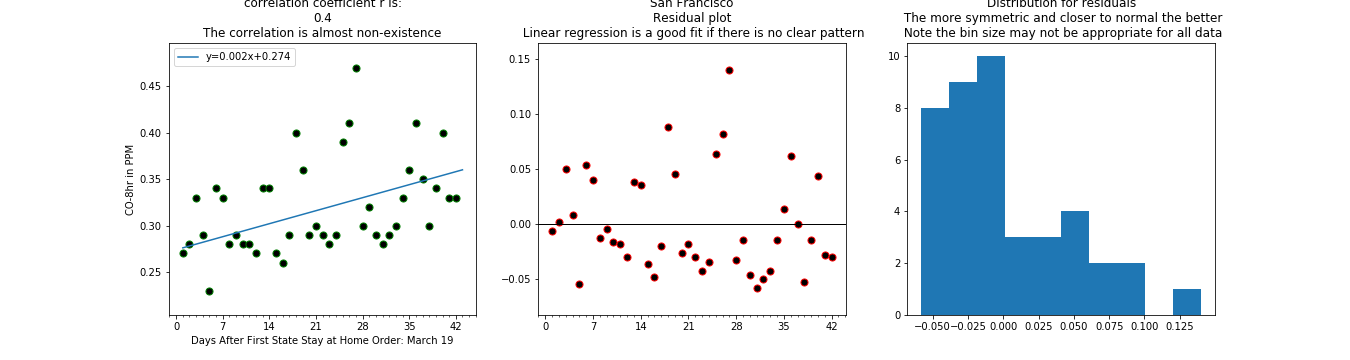 correlation coefficient r is:
0.4
The correlation is almost non-existence
y=0.002x+0.274
CO-8hr in PPM
0.45
0.40
0.35
0.30
0.25
0 7 14 21 28 35 42
Days After First State Stay at Home Order: March 19
San Francisco
Residual plot
Linear regression is a good fit if there is no clear pattern
0.15
0.10
0.05
0.00
−0.05
0 7 14 21 28 35 42
Distribution for residuals
The more symmetric and closer to normal the better
Note the bin size may not be appropriate for all data
10
8
6
4
2
0
−0.050 −0.025 0.000 0.025 0.050 0.075 0.100 0.125